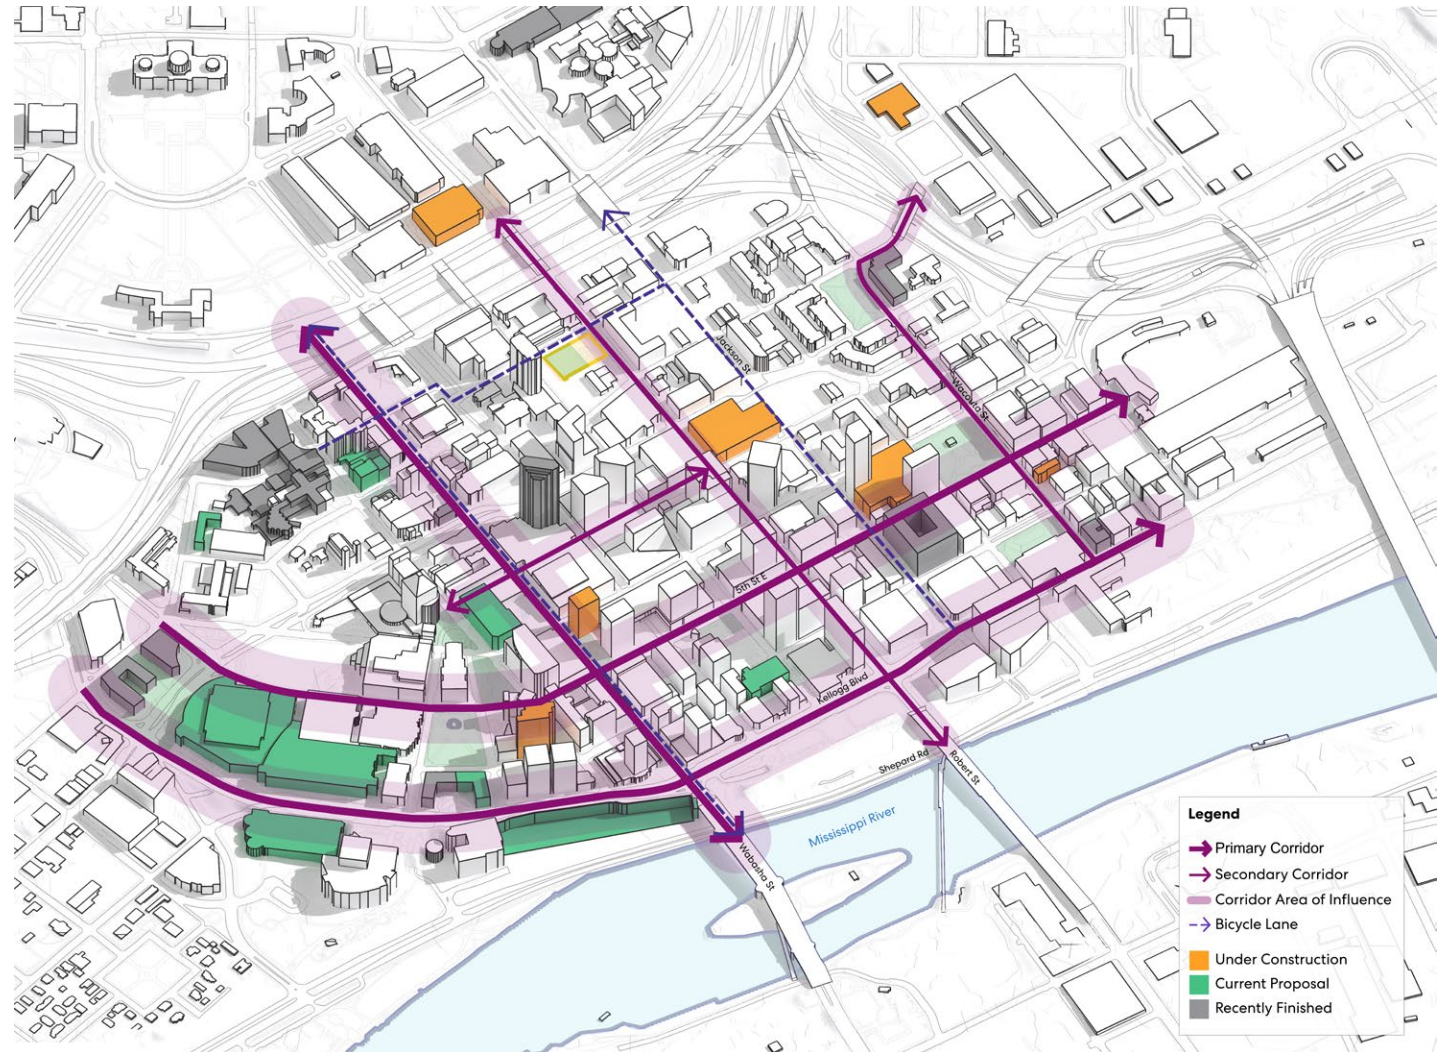 Jackson St
Wacouta St
5th St E
Kellogg Blvd
Shepard Rd
Robert St
Mississippi River
Wabasha St
Legend
Primary Corridor
Secondary Corridor
Corridor Area of Influence
Bicycle Lane
Under Construction
Current Proposal
Recently Finished